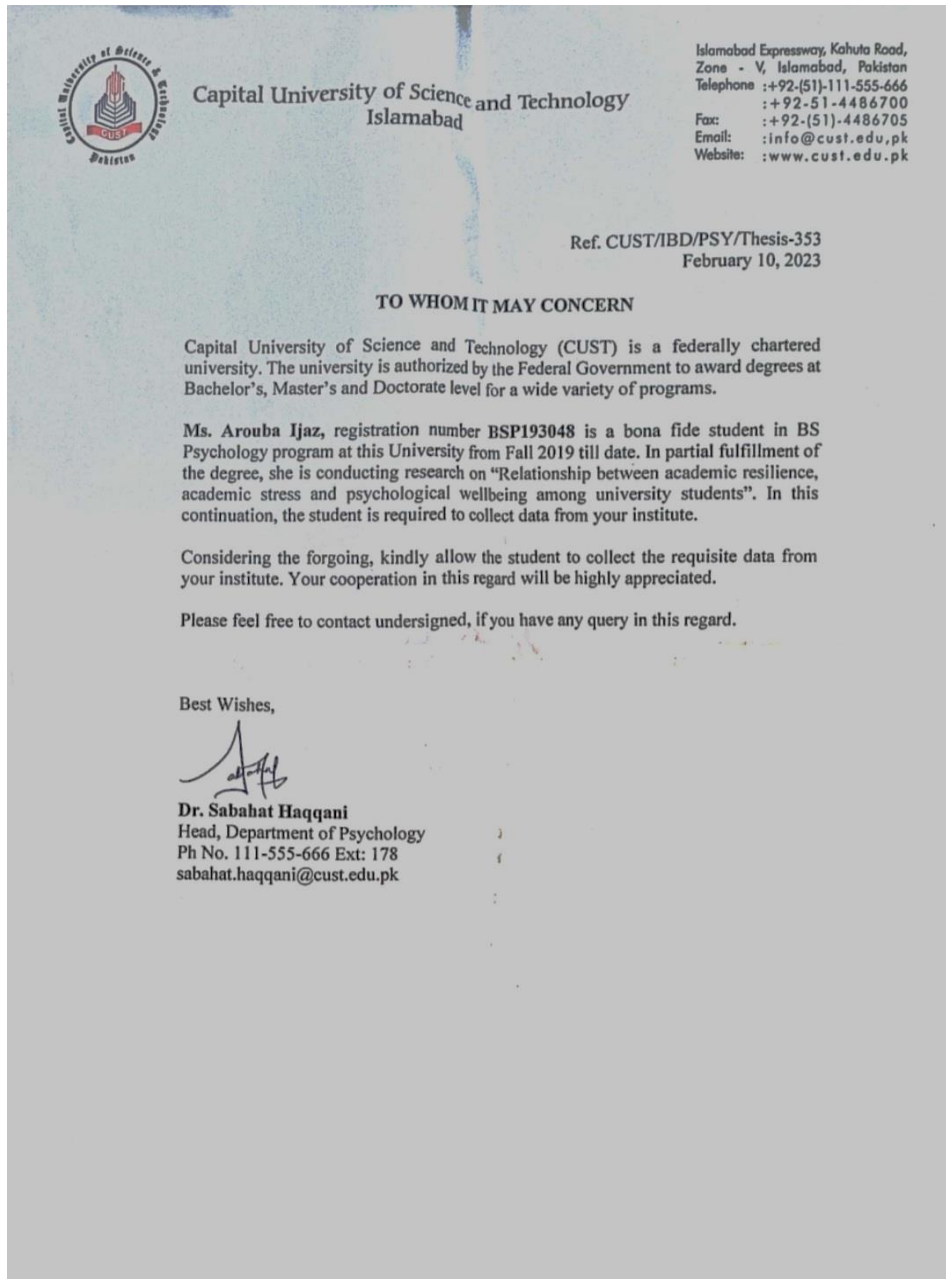 Capital University of Science & Technology
CUST
Pakistan
Capital University of Science and Technology
Islamabad
Islamabad Expressway, Kahuta Road,
Zone - V, Islamabad, Pakistan
Telephone :+92-(51)-111-555-666
:+92-51-4486700
Fax: :+92-(51)-4486705
Email: :info@cust.edu,pk
Website: :www.cust.edu.pk
Ref. CUST/IBD/PSY/Thesis-353
February 10, 2023
TO WHOM IT MAY CONCERN
Capital University of Science and Technology (CUST) is a federally chartered
university. The university is authorized by the Federal Government to award degrees at
Bachelor's, Master's and Doctorate level for a wide variety of programs.
Ms. Arouba Ijaz, registration number BSP193048 is a bona fide student in BS
Psychology program at this University from Fall 2019 till date. In partial fulfillment of
the degree, she is conducting research on “Relationship between academic resilience,
academic stress and psychological wellbeing among university students”. In this
continuation, the student is required to collect data from your institute.
Considering the forgoing, kindly allow the student to collect the requisite data from
your institute. Your cooperation in this regard will be highly appreciated.
Please feel free to contact undersigned, if you have any query in this regard.
Best Wishes,
Dr. Sabahat Haqqani
Head, Department of Psychology
Ph No. 111-555-666 Ext: 178
sabahat.haqqani@cust.edu.pk